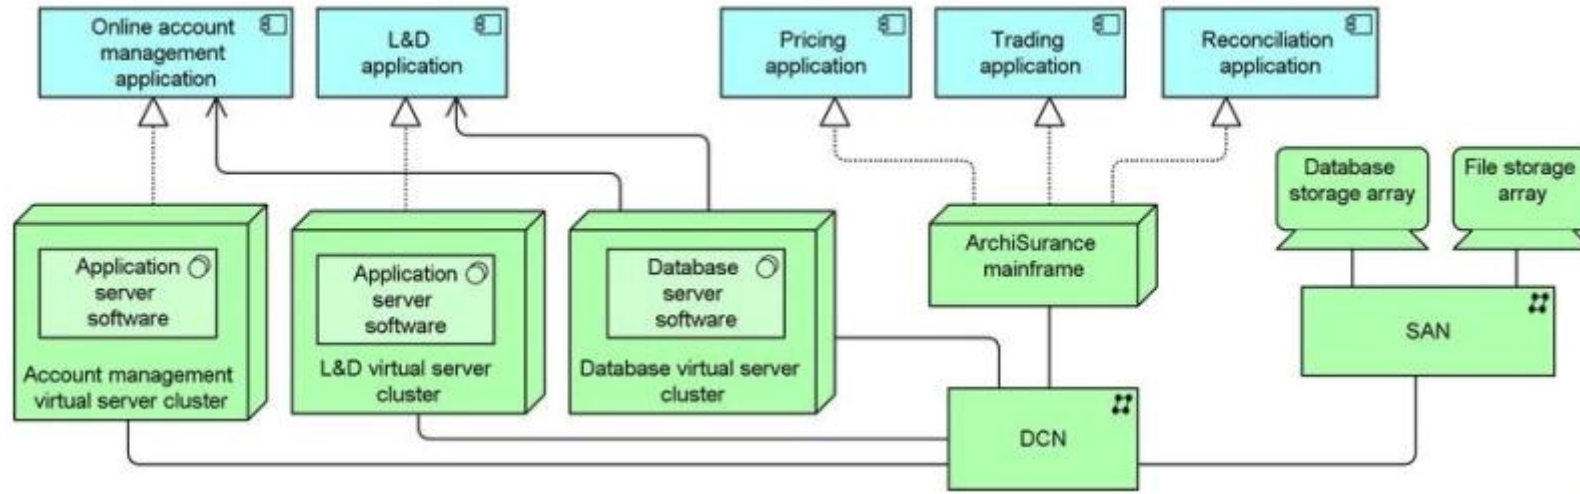 Online account
management
application
L&D
application
Pricing
application
Trading
application
Reconciliation
application
Database
storage array
File storage
array
Application
server
software
Account management
virtual server cluster
Application
server
software
L&D virtual server
cluster
Database
server
software
Database virtual server
cluster
ArchiSurance
mainframe
SAN
DCN